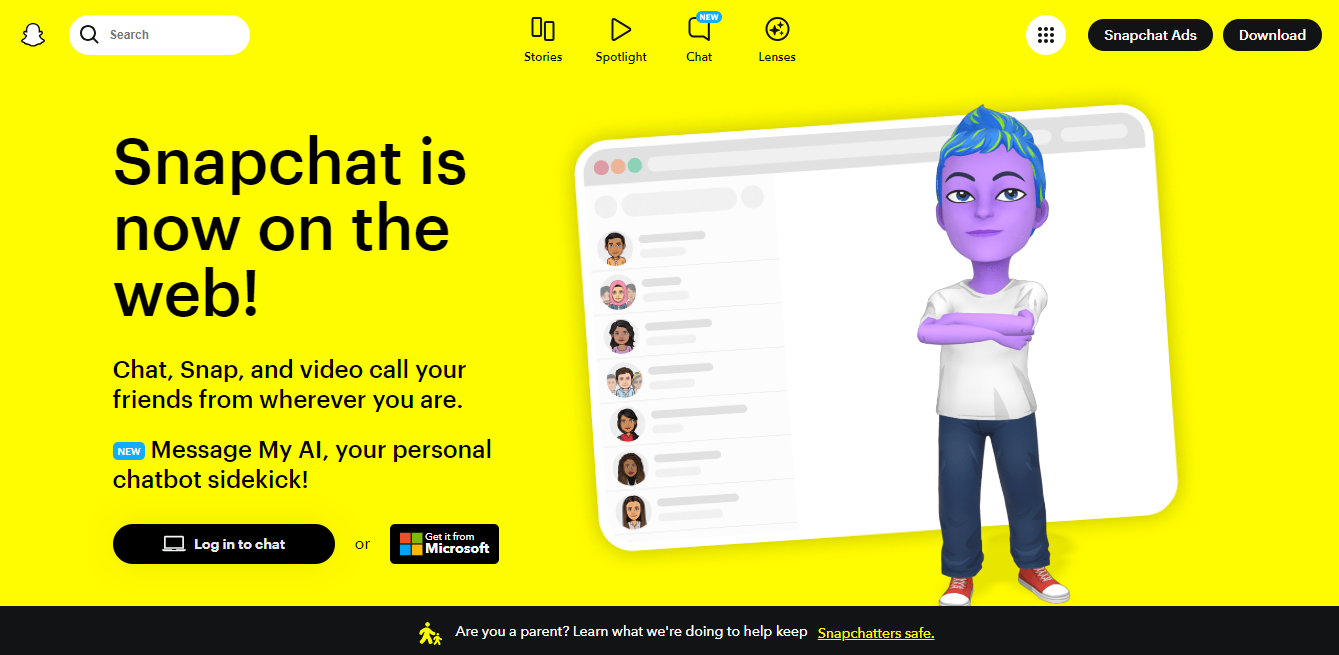 Search
Stories
Spotlight
NEW
Chat
Lenses
Snapchat Ads
Download
Snapchat is
now on the
web!
Chat, Snap, and video call your
friends from wherever you are.
NEW Message My AI, your personal
chatbot sidekick!
Log in to chat
or
Get it from
Microsoft
Are you a parent? Learn what we're doing to help keep Snapchatters safe.